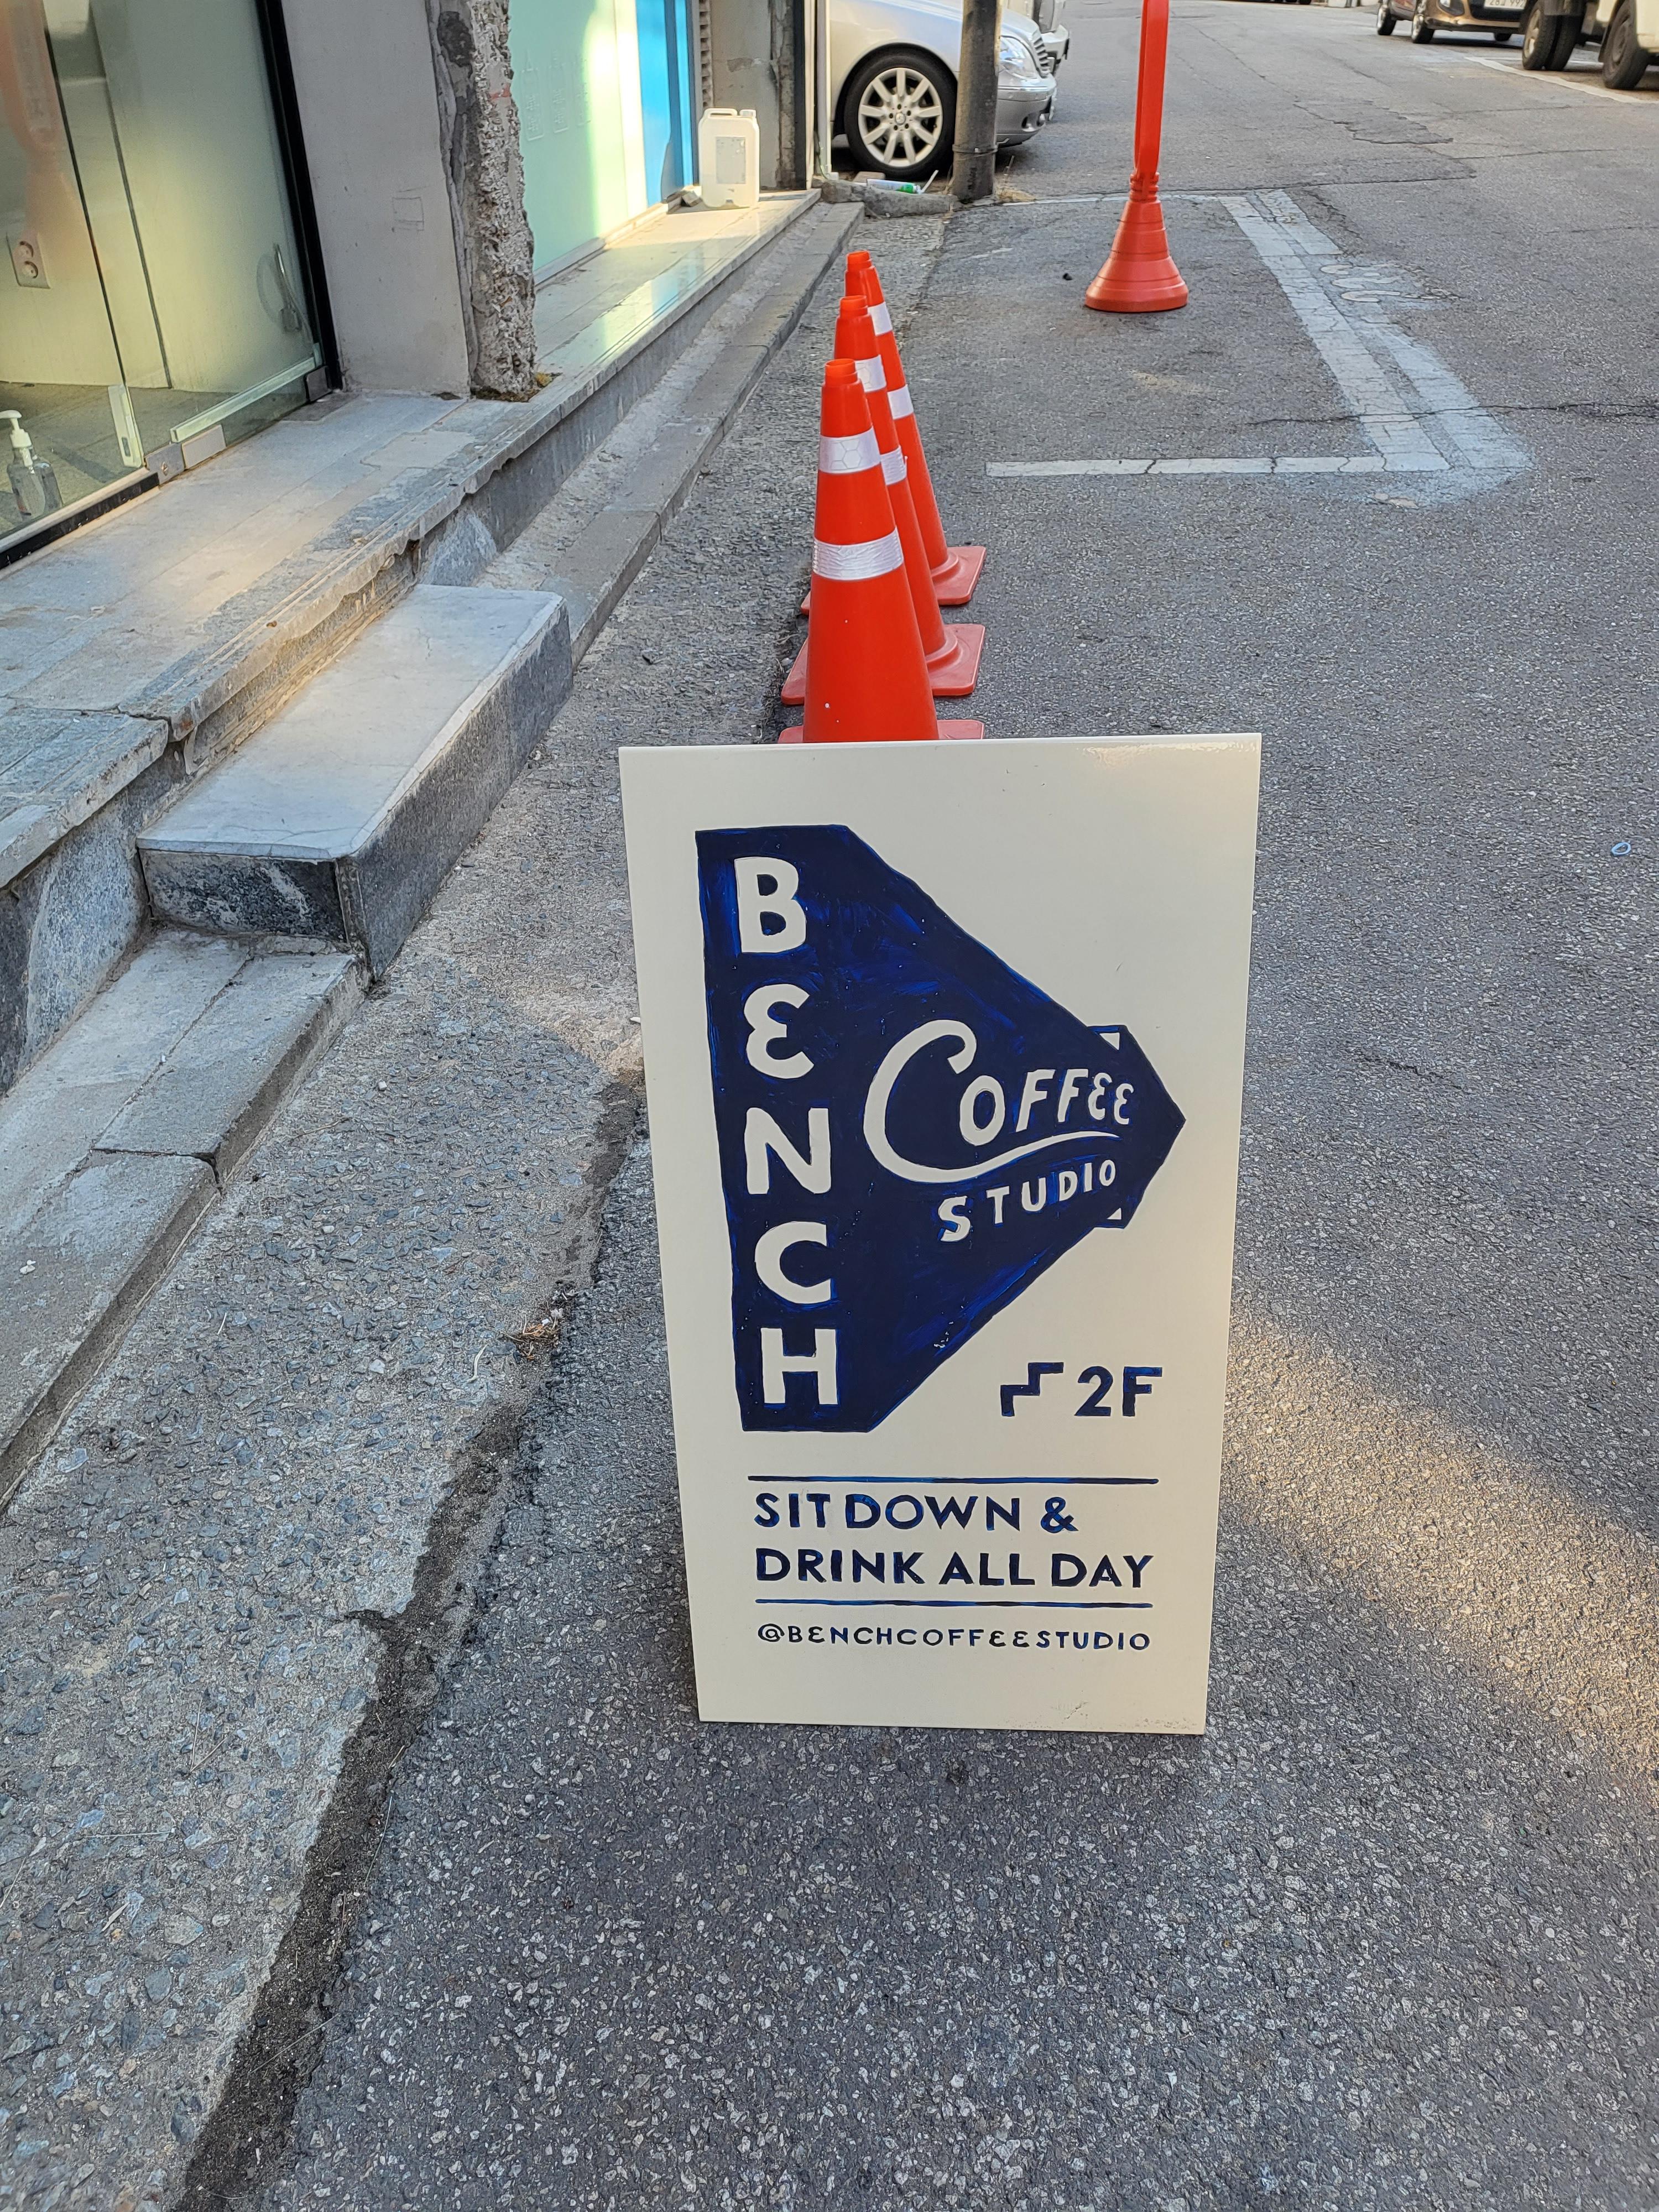 BENCH
COFFEE
STUDIO
2F
SIT DOWN &
DRINK ALL DAY
@BENCHCOFFEESTUDIO